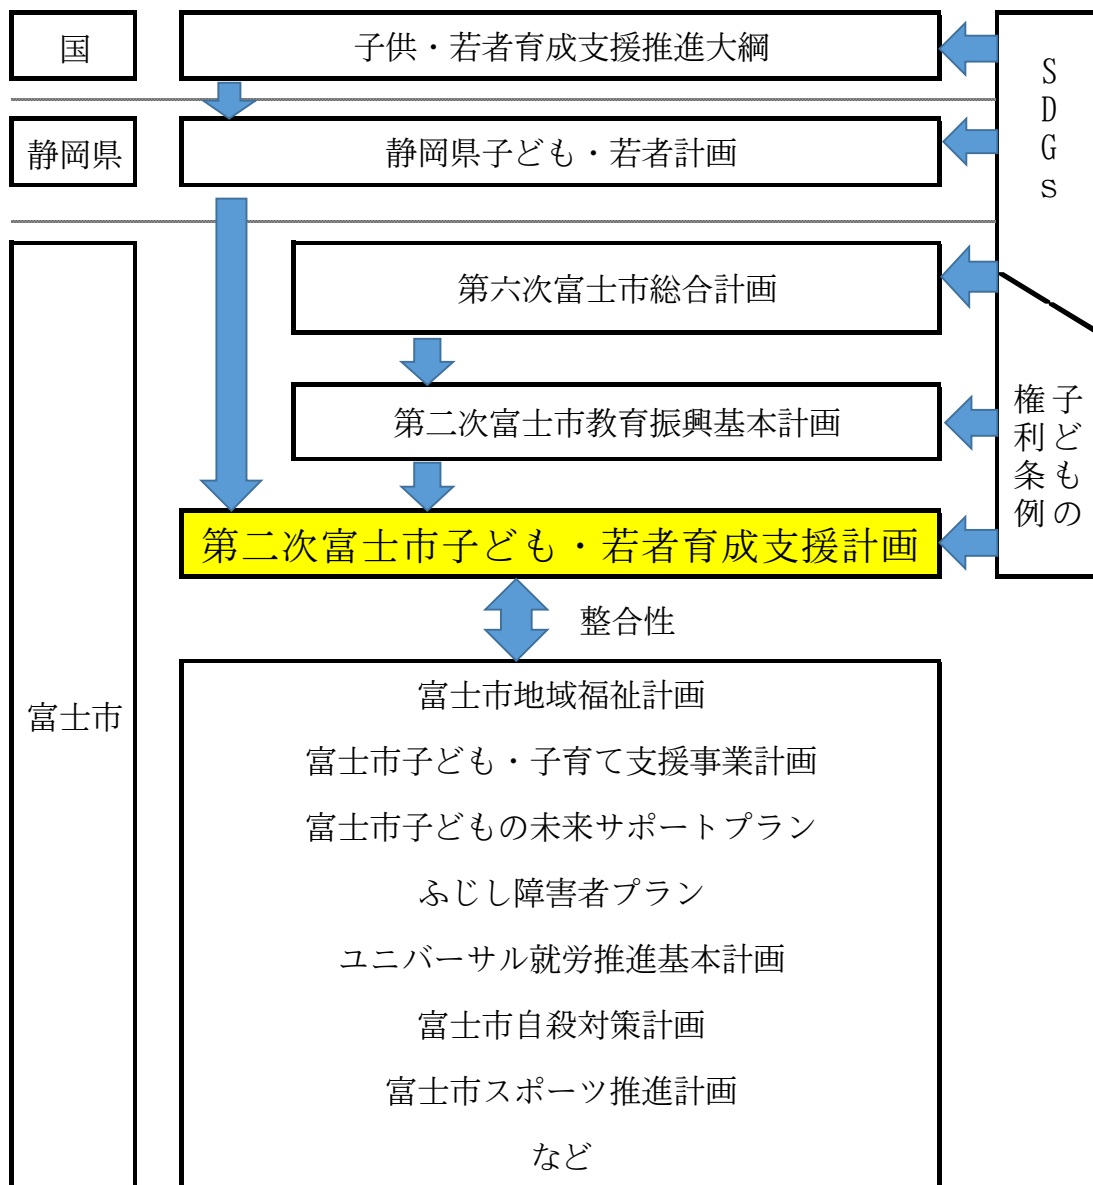 国
子供・若者育成支援推進大綱
SDGs
静岡県
静岡県子ども・若者計画
第六次富士市総合計画
第二次富士市教育振興基本計画
子どもの
権利条例
第二次富士市子ども・若者育成支援計画
整合性
富士市
富士市地域福祉計画
富士市子ども・子育て支援事業計画
富士市子どもの未来サポートプラン
ふじし障害者プラン
ユニバーサル就労推進基本計画
富士市自殺対策計画
富士市スポーツ推進計画
など